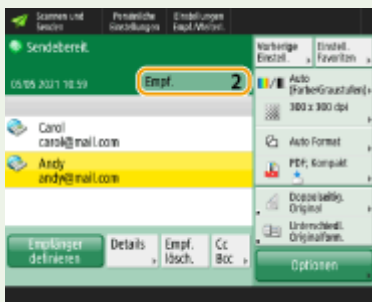 Scannen und
Senden
Persönliche
Einstellungen
Einstellungen
Empf./Weiterl.
Sendebereit.
Vorherige
Einstell.
Einstell.
Favoriten
05/05 2021 10:59
Empf. 2
Auto
(Farbe/Graustufen)
300 x 300 dpi
Carol
carol@mail.com
Auto Format
Andy
andy@mail.com
PDF; Kompakt
Doppelseitig.
Original
Unterschiedl.
Originalform.
Empfänger
definieren
Details
Empf.
lösch.
Cc
Bcc
Optionen